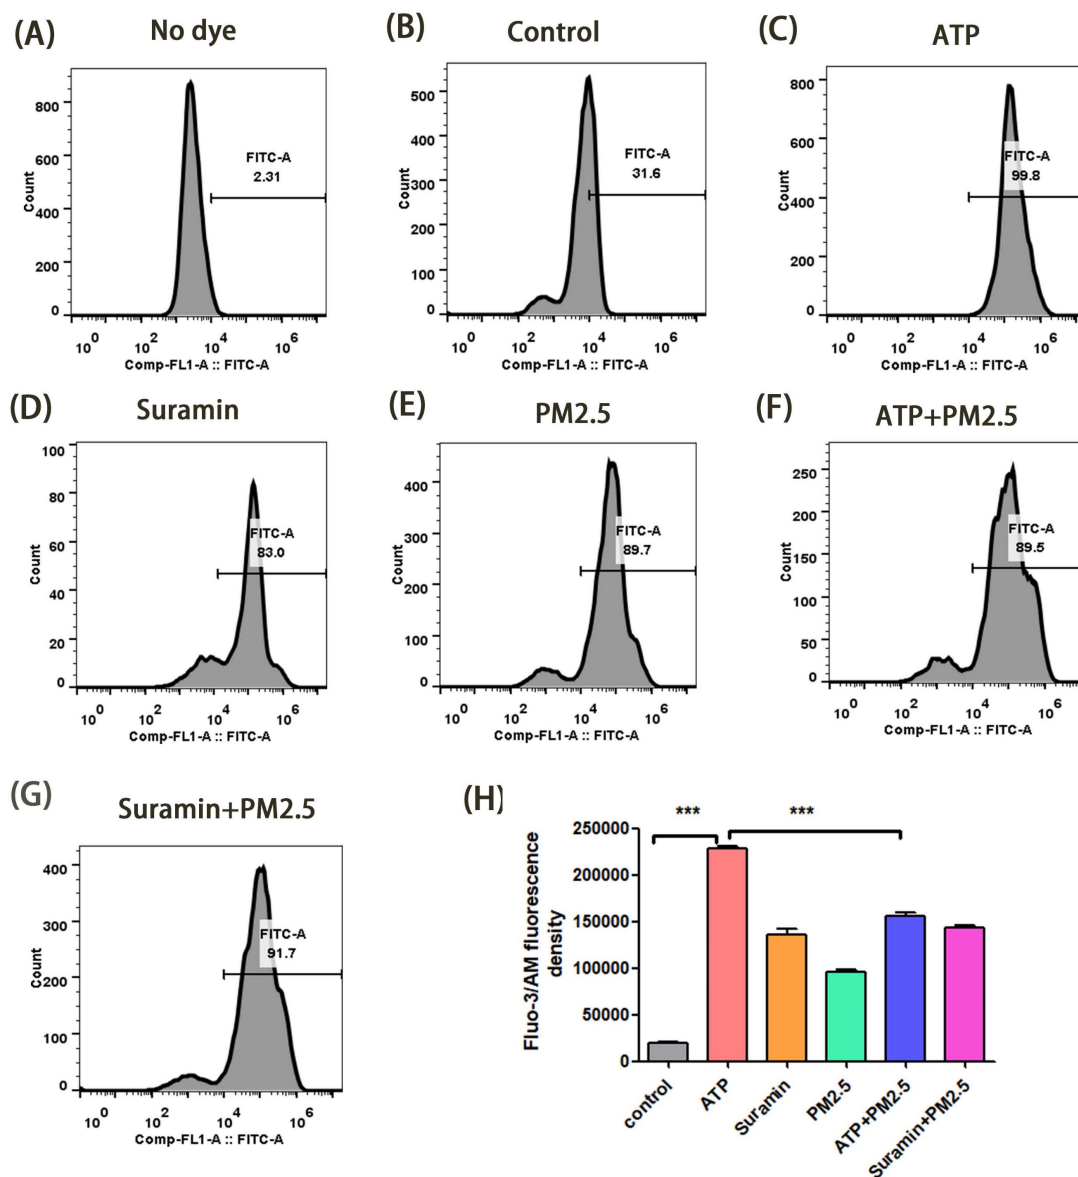 (A) No dye
800
600
400
200
0
Count
FITC-A
2.31
10^0 10^2 10^4 10^6
Comp-FL1-A :: FITC-A
(B) Control
500
400
300
200
100
0
Count
FITC-A
31.6
10^0 10^2 10^4 10^6
Comp-FL1-A :: FITC-A
(C) ATP
800
600
400
200
0
Count
FITC-A
99.8
10^0 10^2 10^4 10^6
Comp-FL1-A :: FITC-A
(D) Suramin
100
80
60
40
20
0
Count
FITC-A
83.0
10^0 10^2 10^4 10^6
Comp-FL1-A :: FITC-A
(E) PM2.5
400
300
200
100
0
Count
FITC-A
89.7
10^0 10^2 10^4 10^6
Comp-FL1-A :: FITC-A
(F) ATP+PM2.5
250
200
150
100
50
0
Count
FITC-A
89.5
10^0 10^2 10^4 10^6
Comp-FL1-A :: FITC-A
(G) Suramin+PM2.5
400
300
200
100
0
Count
FITC-A
91.7
10^0 10^2 10^4 10^6
Comp-FL1-A :: FITC-A
(H)
*** ***
250000
200000
150000
100000
50000
0
Fluo-3/AM fluorescence
density
control
ATP
Suramin
PM2.5
ATP+PM2.5
Suramin+PM2.5